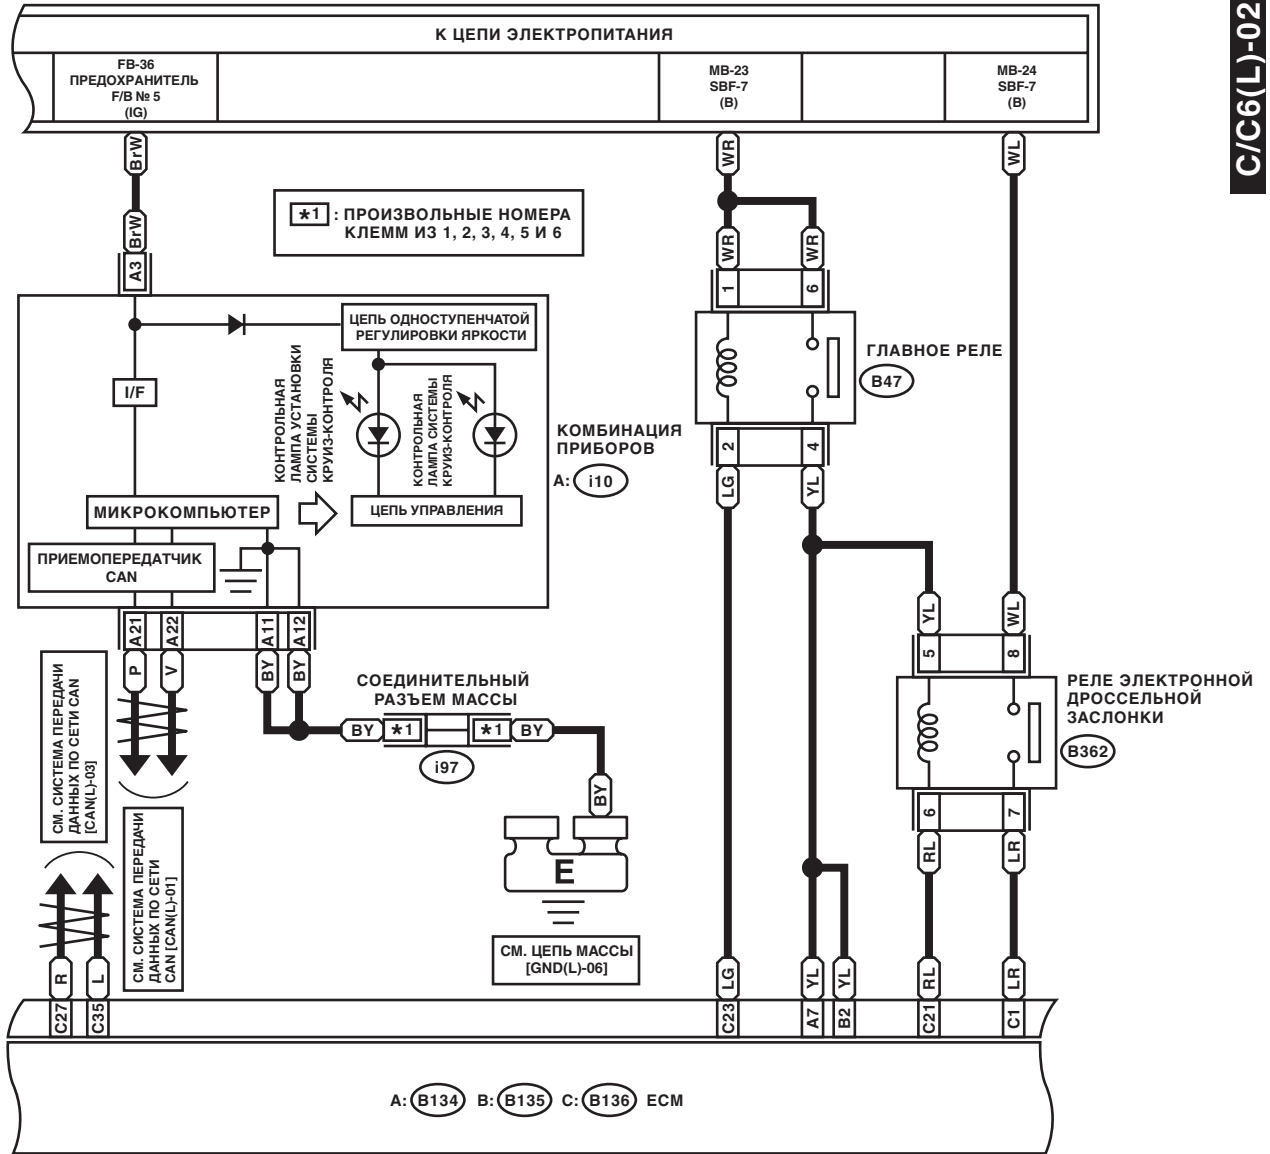 C/C6(L)-02
К ЦЕПИ ЭЛЕКТРОПИТАНИЯ
FB-36
ПРЕДОХРАНИТЕЛЬ
F/B № 5
(IG)
MB-23
SBF-7
(B)
MB-24
SBF-7
(B)
BrW
WR
WL
*1 : ПРОИЗВОЛЬНЫЕ НОМЕРА
КЛЕММ ИЗ 1, 2, 3, 4, 5 И 6
BrW
WR
WR
A3
1
6
ЦЕПЬ ОДНОСТУПЕНЧАТОЙ
РЕГУЛИРОВКИ ЯРКОСТИ
I/F
КОНТРОЛЬНАЯ
ЛАМПА УСТАНОВКИ
СИСТЕМЫ
КРУИЗ-КОНТРОЛЯ
КОНТРОЛЬНАЯ
ЛАМПА СИСТЕМЫ
КРУИЗ-КОНТРОЛЯ
ГЛАВНОЕ РЕЛЕ
B47
КОМБИНАЦИЯ
ПРИБОРОВ
A: i10
2
4
LG
YL
МИКРОКОМПЬЮТЕР
ЦЕПЬ УПРАВЛЕНИЯ
ПРИЕМОПЕРЕДАТЧИК
CAN
A21
A22
A11
A12
P
V
BY
BY
YL
WL
5
8
СОЕДИНИТЕЛЬНЫЙ
РАЗЪЕМ МАССЫ
BY
*1
*1
BY
i97
РЕЛЕ ЭЛЕКТРОННОЙ
ДРОССЕЛЬНОЙ
ЗАСЛОНКИ
B362
СМ. СИСТЕМА ПЕРЕДАЧИ
ДАННЫХ ПО СЕТИ CAN
[CAN(L)-03]
СМ. СИСТЕМА ПЕРЕДАЧИ
ДАННЫХ ПО СЕТИ
CAN [CAN(L)-01]
BY
E
СМ. ЦЕПЬ МАССЫ
[GND(L)-06]
6
7
RL
LR
R
L
LG
YL
YL
RL
LR
C27
C35
C23
A7
B2
C21
C1
A: B134 B: B135 C: B136 ECM